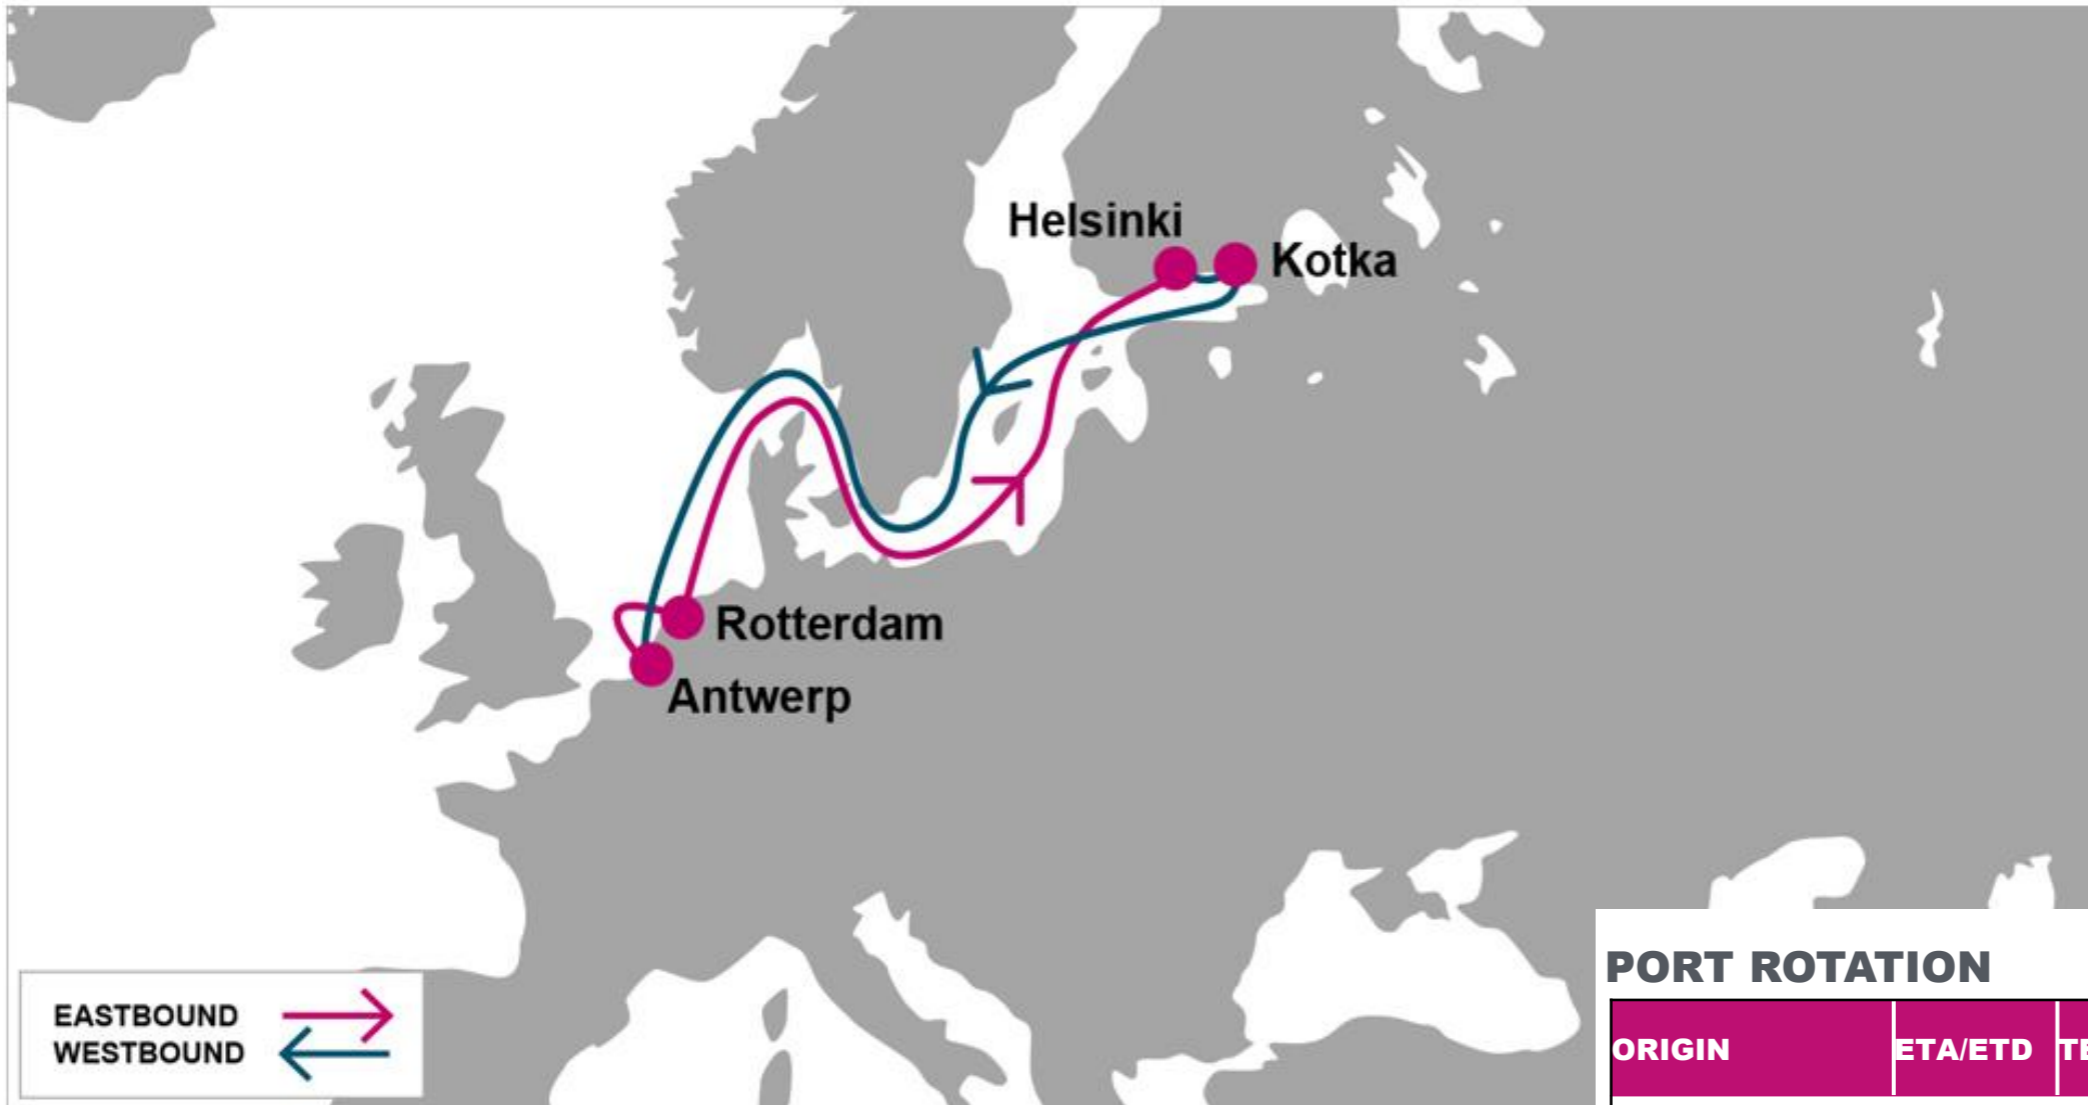 Helsinki
Kotka
Rotterdam
Antwerp
EASTBOUND
WESTBOUND
PORT ROTATION
ORIGIN ETA/ETD